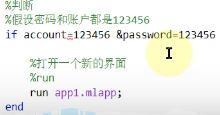 %判断
%假设密码和账户都是123456
if account=123456 &password=123456
%打开一个新的界面
%run
run app1.mlapp;
end